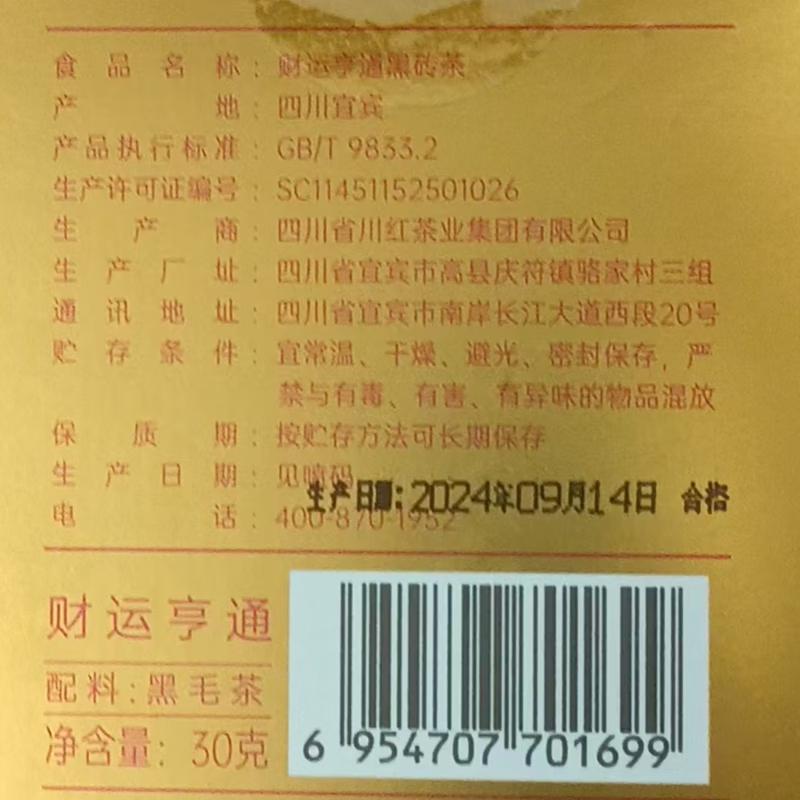 食品名称：财运亨通黑砖茶
产地：四川宜宾
产品执行标准：GB/T 9833.2
生产许可证编号：SC11451152501026
生产商：四川省川红茶业集团有限公司
生产厂址：四川省宜宾市高县庆符镇骆家村三组
通讯地址：四川省宜宾市南岸长江大道西段20号
贮存条件：宜常温、干燥、避光、密封保存，严
禁与有毒、有害、有异味的物品混放
保质期：按贮存方法可长期保存
生产日期：见喷码
生产日期:2024年09月14日 合格
电话：400-870-1952
财运亨通
配料：黑毛茶
净含量：30克
6 954707 701699